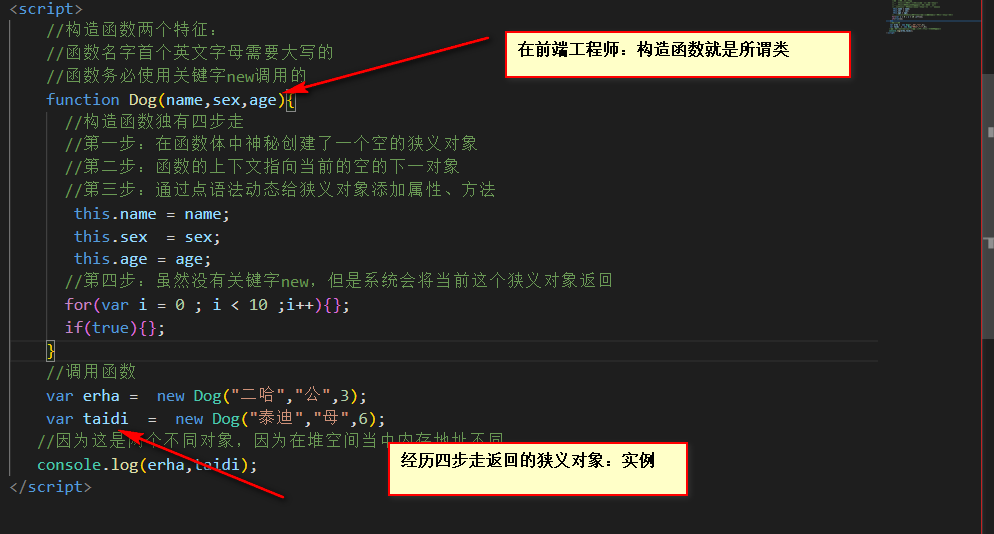 <script>
//构造函数两个特征：
//函数名字首个英文字母需要大写的
在前端工程师：构造函数就是所谓类
//函数务必使用关键字new调用的
function Dog(name,sex,age){
//构造函数独有四步走
//第一步：在函数体中神秘创建了一个空的狭义对象
//第二步：函数的上下文指向当前的空的下一对象
//第三步：通过点语法动态给狭义对象添加属性、方法
this.name = name;
this.sex  = sex;
this.age = age;
//第四步：虽然没有关键字new，但是系统会将当前这个狭义对象返回
for(var i = 0 ; i < 10 ;i++){};
if(true){};
}
//调用函数
var erha =  new Dog("二哈","公",3);
var taidi  =  new Dog("泰迪","母",6);
//因为这是两个不同对象，因为在堆空间当中内存地址不同
经历四步走返回的狭义对象：实例
console.log(erha,taidi);
</script>